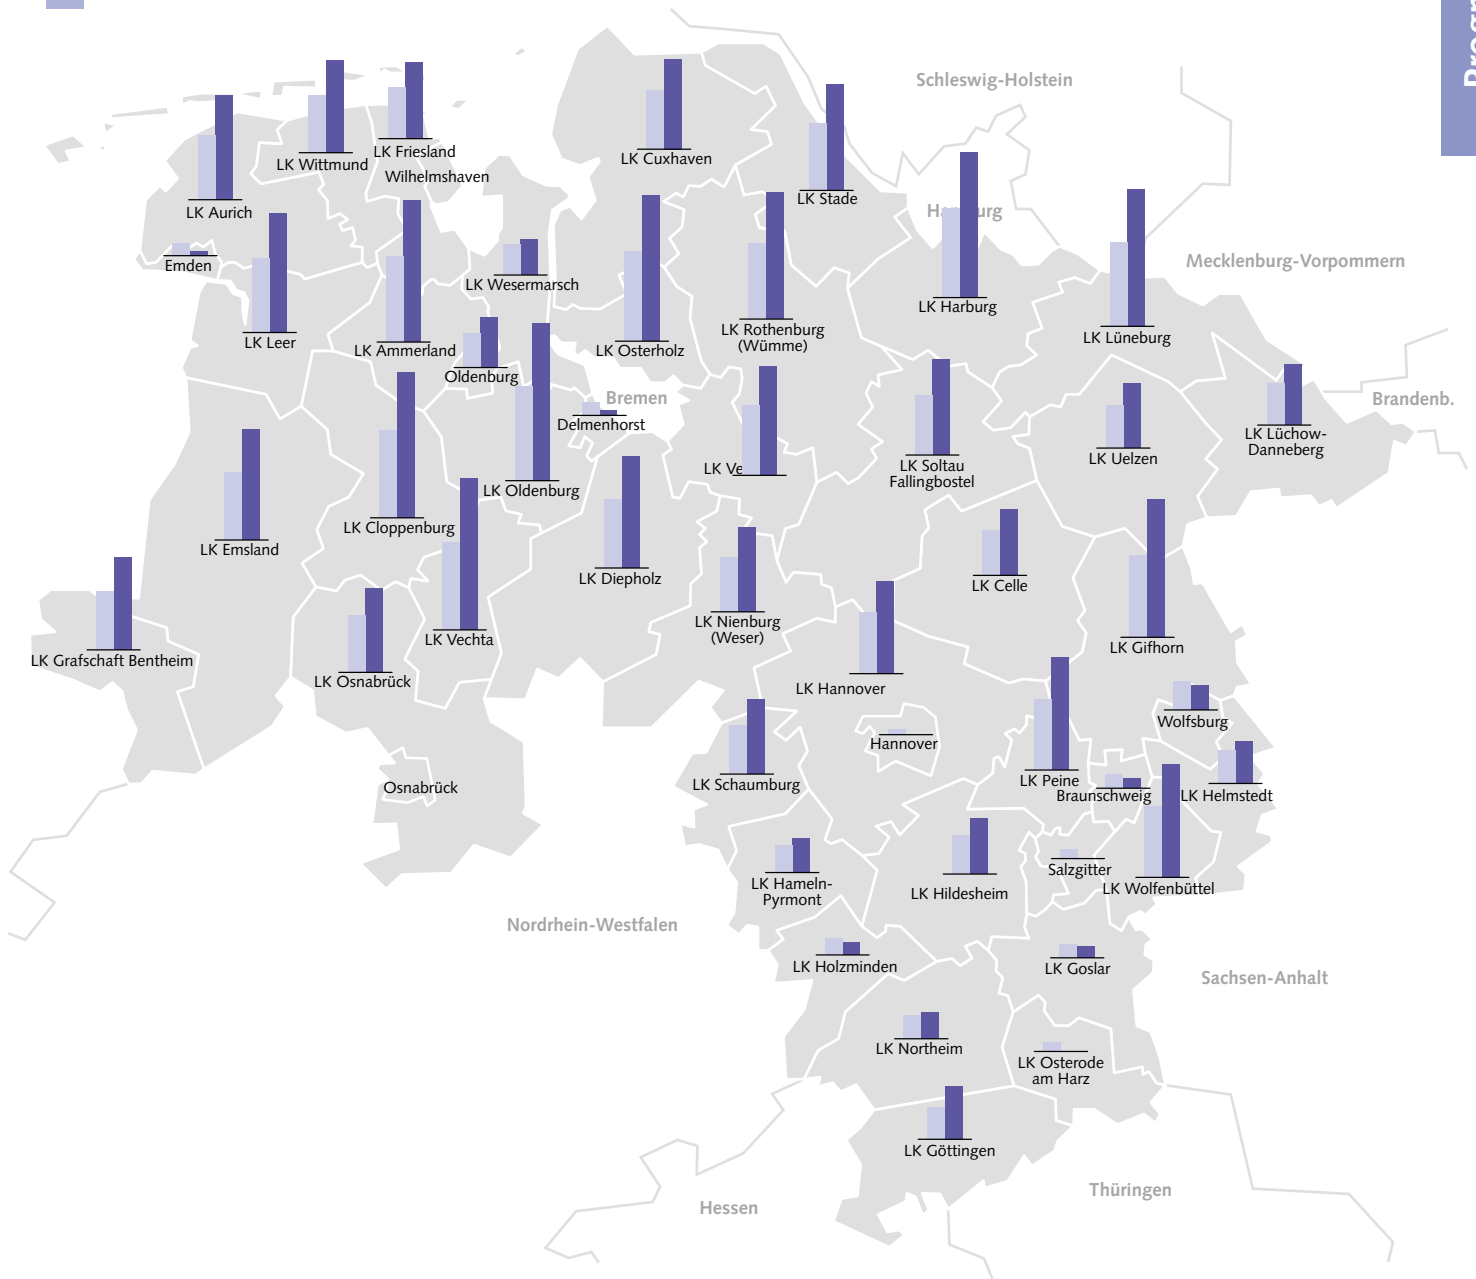 Schleswig-Holstein
LK Friesland
LK Cuxhaven
LK Wittmund
Wilhelmshaven
LK Stade
LK Aurich
Mecklenburg-Vorpommern
Emden
LK Wesermarsch
LK Harburg
LK Rothenburg
(Wümme)
LK Lüneburg
LK Leer
LK Ammerland
LK Osterholz
Oldenburg
Bremen
Brandenb.
Delmenhorst
LK Lüchow-
Danneberg
LK Uelzen
LK Soltau
Fallingbostel
LK Ve
LK Oldenburg
LK Cloppenburg
LK Emsland
LK Diepholz
LK Celle
LK Nienburg
(Weser)
LK Vechta
LK Gifhorn
LK Grafschaft Bentheim
LK Osnabrück
LK Hannover
Wolfsburg
Hannover
LK Peine
LK Schaumburg
Osnabrück
Braunschweig
LK Helmstedt
Salzgitter
LK Hameln-
Pyrmont
LK Hildesheim
LK Wolfenbüttel
Nordrhein-Westfalen
LK Holzminden
LK Goslar
Sachsen-Anhalt
LK Northeim
LK Osterode
am Harz
LK Göttingen
Thüringen
Hessen